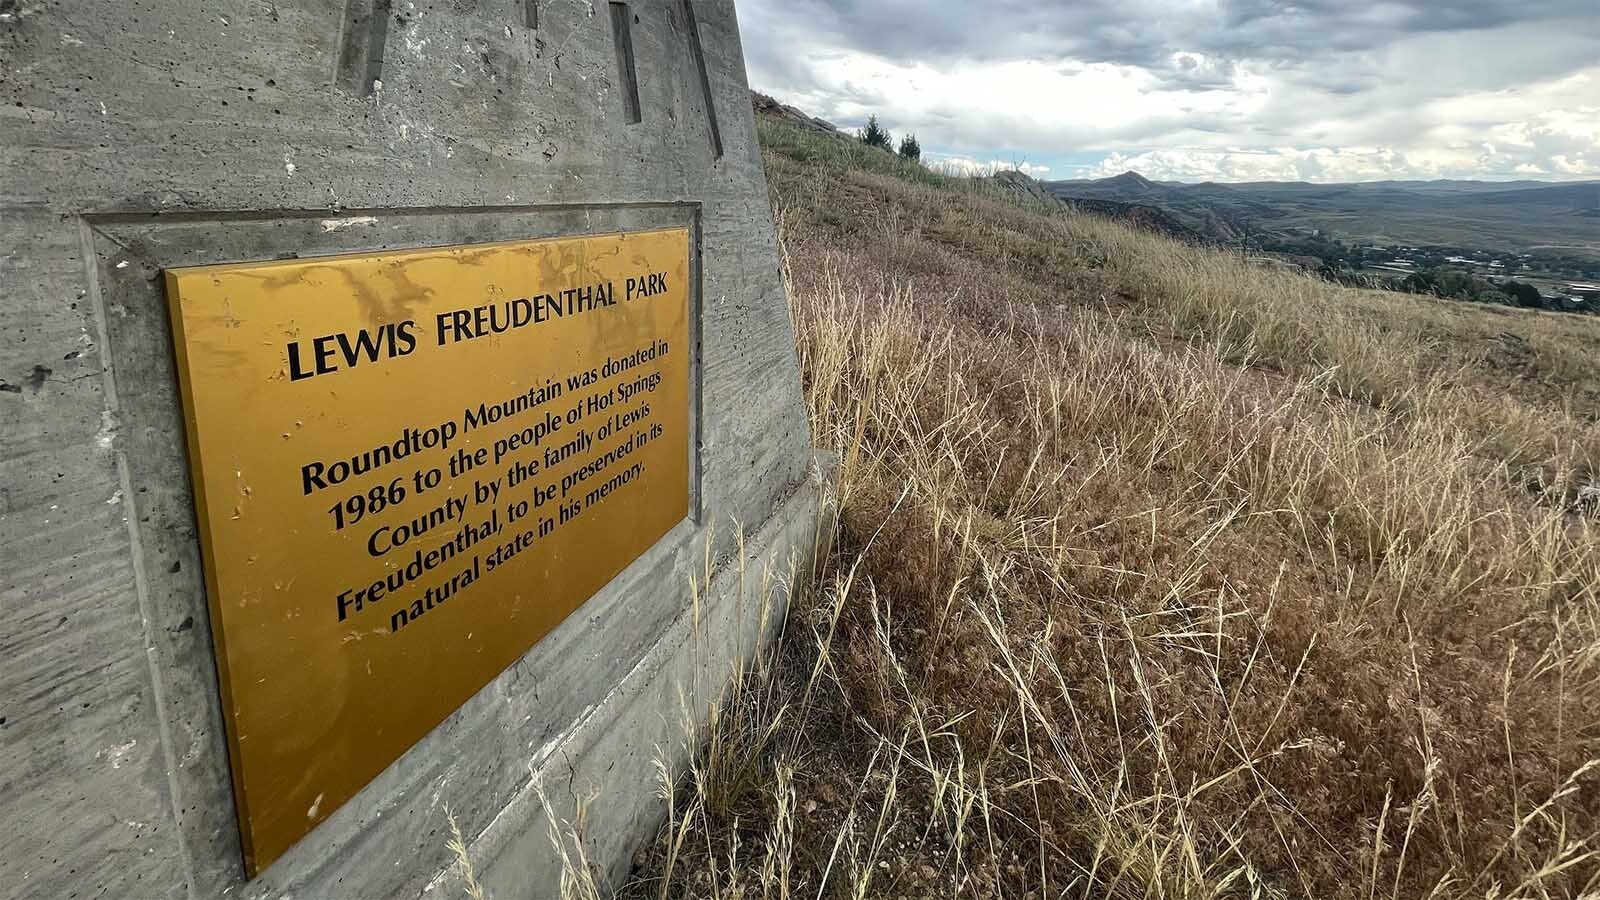 LEWIS FREUDENTHAL PARK
Roundtop Mountain was donated in
1986 to the people of Hot Springs
County by the family of Lewis
Freudenthal, to be preserved in its
natural state in his memory.